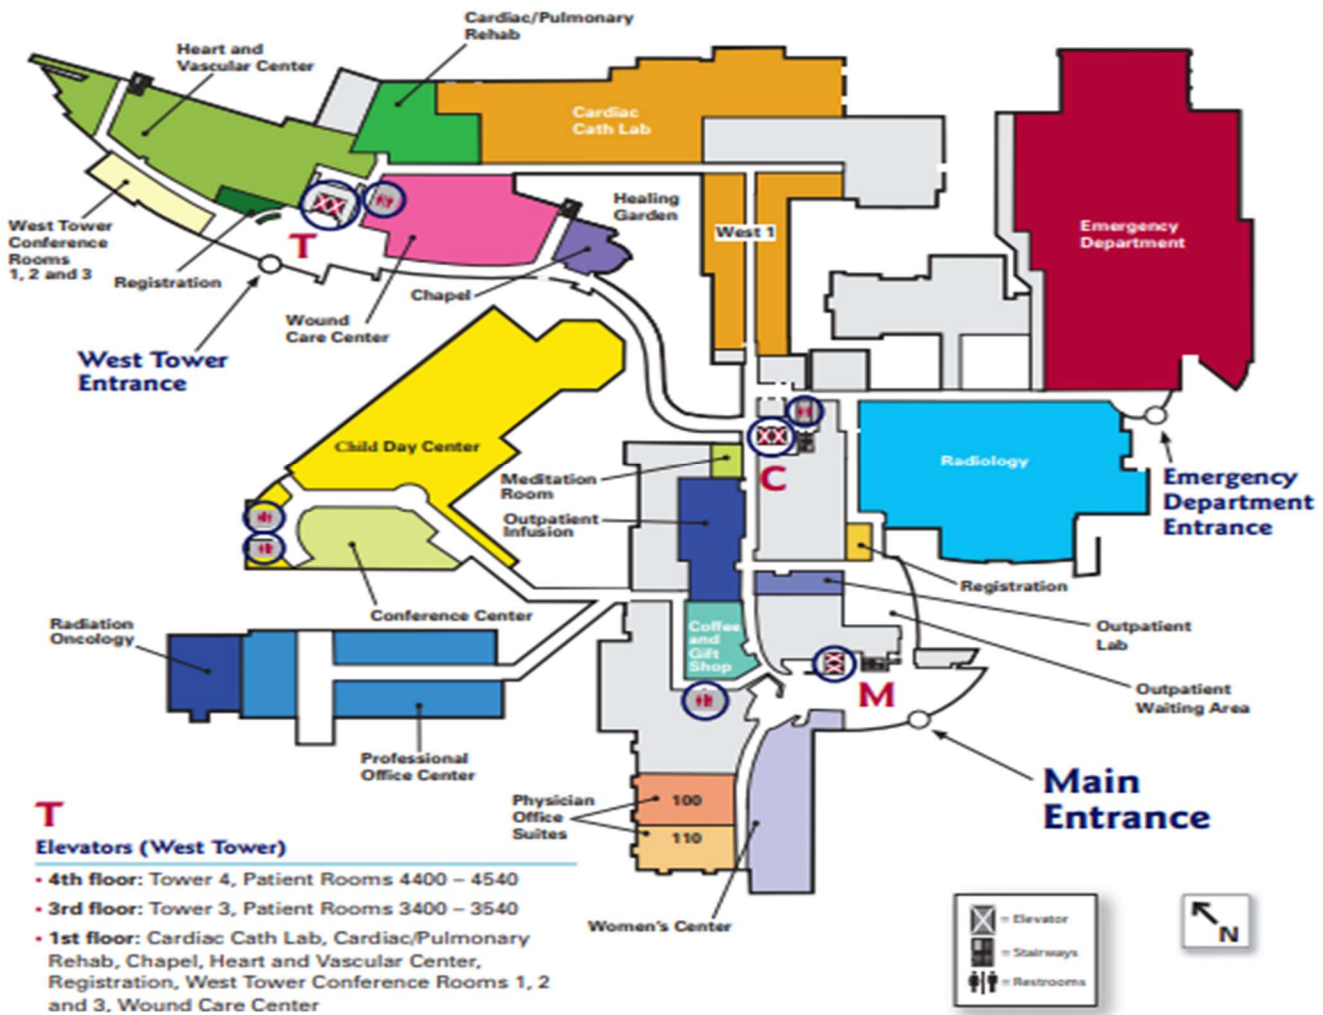 Cardiac/Pulmonary
Rehab
Heart and
Vascular Center
Cardiac
Cath Lab
Healing
Garden
Emergency
Department
West 1
West Tower
Conference
Rooms
1, 2 and 3
T
Registration
Chapel
Wound
Care Center
West Tower
Entrance
Child Day Center
Meditation
Room
C
Radiology
Emergency
Department
Entrance
Outpatient
Infusion
Registration
Conference Center
Radiation
Oncology
Coffee
and
Gift
Shop
Outpatient
Lab
M
Outpatient
Waiting Area
Professional
Office Center
Main
Entrance
Physician
Office
Suites
100
110
Women's Center
T
Elevators (West Tower)
• 4th floor: Tower 4, Patient Rooms 4400 – 4540
• 3rd floor: Tower 3, Patient Rooms 3400 – 3540
• 1st floor: Cardiac Cath Lab, Cardiac/Pulmonary
Rehab, Chapel, Heart and Vascular Center,
Registration, West Tower Conference Rooms 1, 2
and 3, Wound Care Center
= Elevator
= Stairways
= Restrooms
N